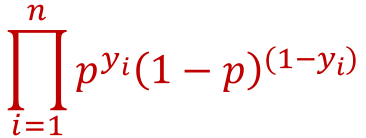 ∏_{i=1}^{n} p^{y_i}(1 − p)^{(1−y_i)}